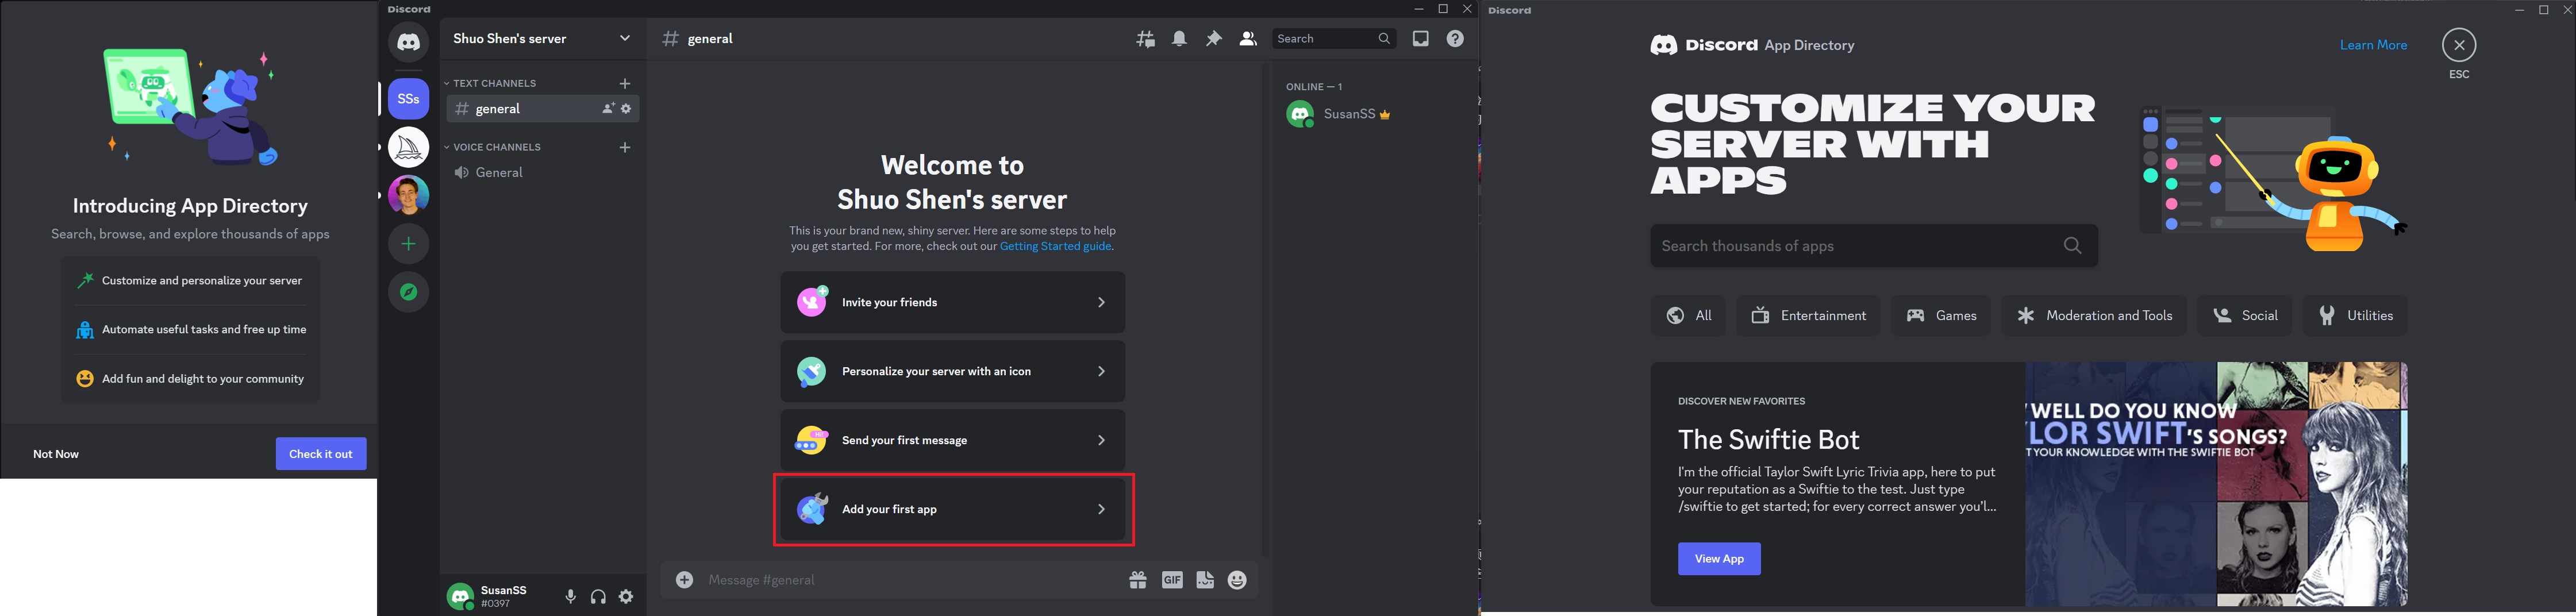 Introducing App Directory
Search, browse, and explore thousands of apps
Customize and personalize your server
Automate useful tasks and free up time
Add fun and delight to your community
Not Now
Check it out
Discord
SSs
Shuo Shen's server
TEXT CHANNELS
general
VOICE CHANNELS
General
SusanSS
#0397
# general
Search
Welcome to
Shuo Shen's server
This is your brand new, shiny server. Here are some steps to help
you get started. For more, check out our Getting Started guide.
Invite your friends
Personalize your server with an icon
Send your first message
Add your first app
Message #general
GIF
ONLINE — 1
SusanSS
Discord
Discord App Directory
Learn More
ESC
CUSTOMIZE YOUR
SERVER WITH
APPS
Search thousands of apps
All
Entertainment
Games
Moderation and Tools
Social
Utilities
DISCOVER NEW FAVORITES
The Swiftie Bot
I'm the official Taylor Swift Lyric Trivia app, here to put
your reputation as a Swiftie to the test. Just type
/swiftie to get started; for every correct answer you'l...
View App
WELL DO YOU KNOW
LOR SWIFT'S SONGS?
T YOUR KNOWLEDGE WITH THE SWIFTIE BOT